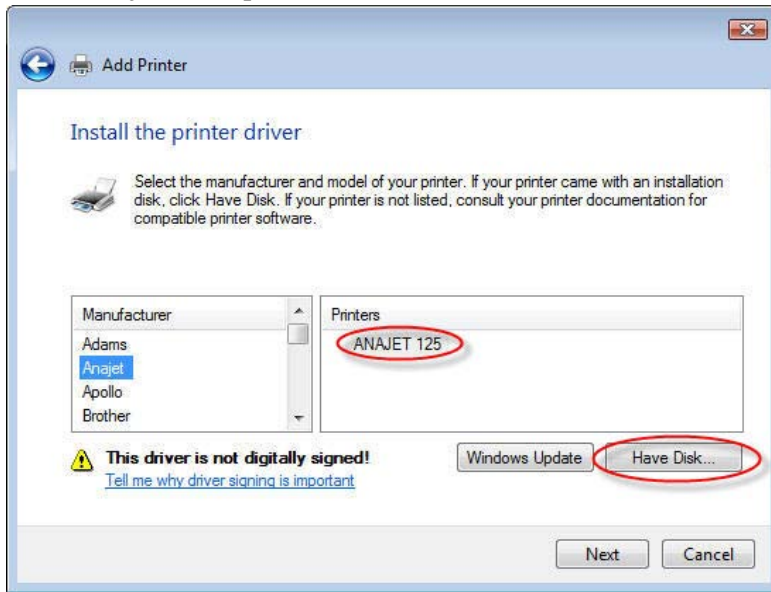 Add Printer
Install the printer driver
Select the manufacturer and model of your printer. If your printer came with an installation
disk, click Have Disk. If your printer is not listed, consult your printer documentation for
compatible printer software.
Manufacturer
Adams
Anajet
Apollo
Brother
Printers
ANAJET 125
This driver is not digitally signed!
Tell me why driver signing is important
Windows Update
Have Disk...
Next
Cancel